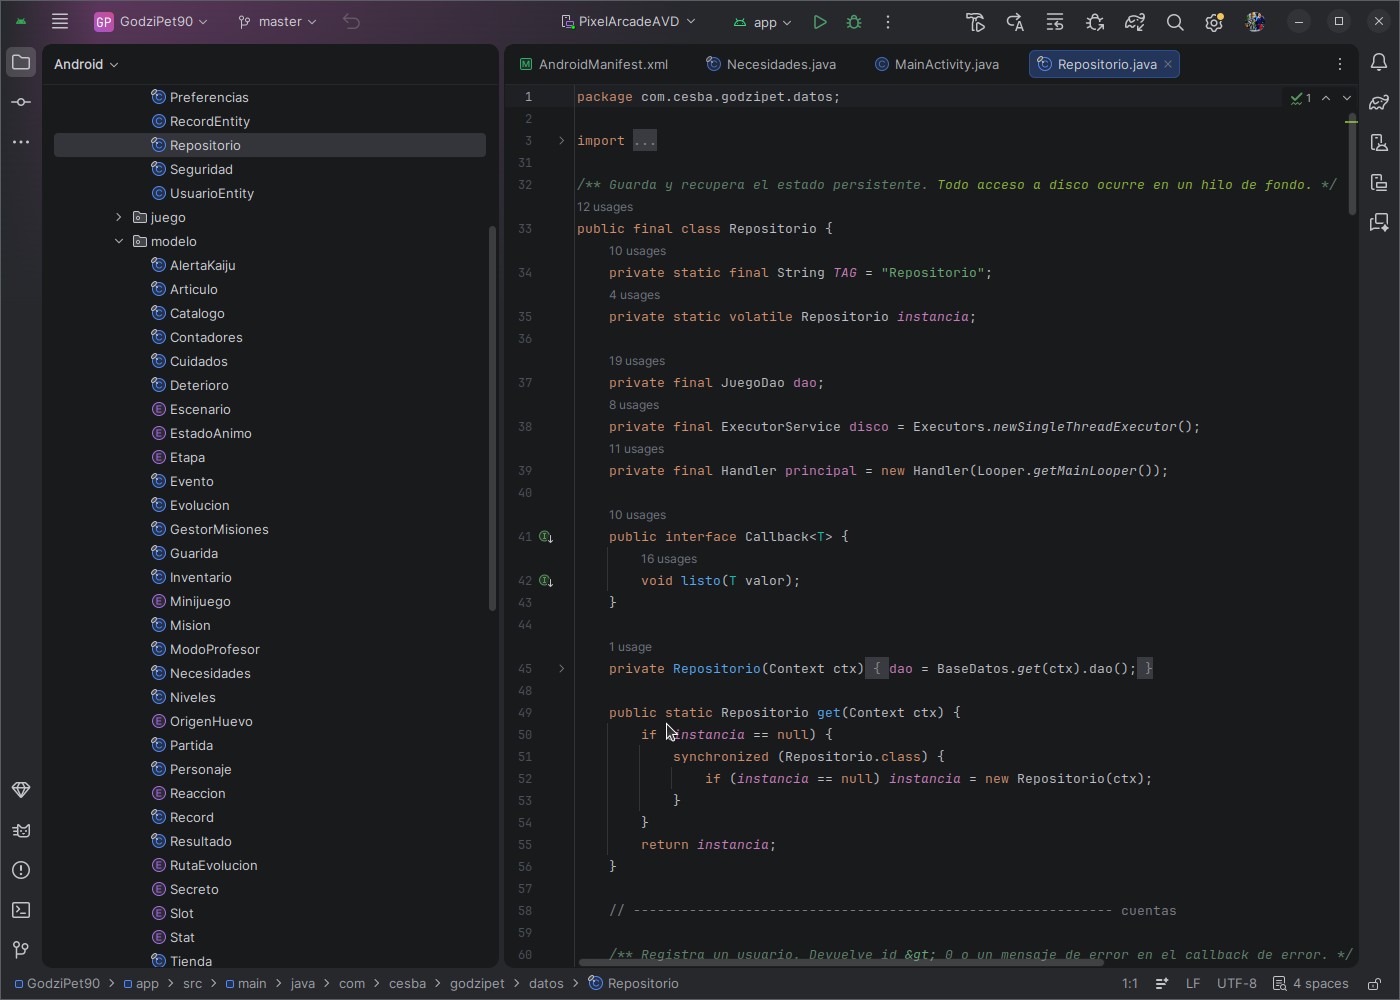 GP GodziPet90 master PixelArcadeAVD app
Android
AndroidManifest.xml Necesidades.java MainActivity.java Repositorio.java
Preferencias
RecordEntity
Repositorio
Seguridad
UsuarioEntity
juego
modelo
AlertaKaiju
Articulo
Catalogo
Contadores
Cuidados
Deterioro
Escenario
EstadoAnimo
Etapa
Evento
Evolucion
GestorMisiones
Guarida
Inventario
Minijuego
Mision
ModoProfesor
Necesidades
Niveles
OrigenHuevo
Partida
Personaje
Reaccion
Record
Resultado
RutaEvolucion
Secreto
Slot
Stat
Tienda
1 package com.cesba.godzipet.datos; 1
2
3 import ...
31
32 /** Guarda y recupera el estado persistente. Todo acceso a disco ocurre en un hilo de fondo. */
12 usages
33 public final class Repositorio {
10 usages
34 private static final String TAG = "Repositorio";
4 usages
35 private static volatile Repositorio instancia;
36
19 usages
37 private final JuegoDao dao;
8 usages
38 private final ExecutorService disco = Executors.newSingleThreadExecutor();
11 usages
39 private final Handler principal = new Handler(Looper.getMainLooper());
40
10 usages
41 public interface Callback<T> {
16 usages
42 void listo(T valor);
43 }
44
1 usage
45 private Repositorio(Context ctx) { dao = BaseDatos.get(ctx).dao(); }
48
49 public static Repositorio get(Context ctx) {
50 if (instancia == null) {
51 synchronized (Repositorio.class) {
52 if (instancia == null) instancia = new Repositorio(ctx);
53 }
54 }
55 return instancia;
56 }
57
58 // ------------------------------------------------------------ cuentas
59
60 /** Registra un usuario. Devuelve id &gt; 0 o un mensaje de error en el callback de error. */
GodziPet90 > app > src > main > java > com > cesba > godzipet > datos > Repositorio 1:1 LF UTF-8 4 spaces